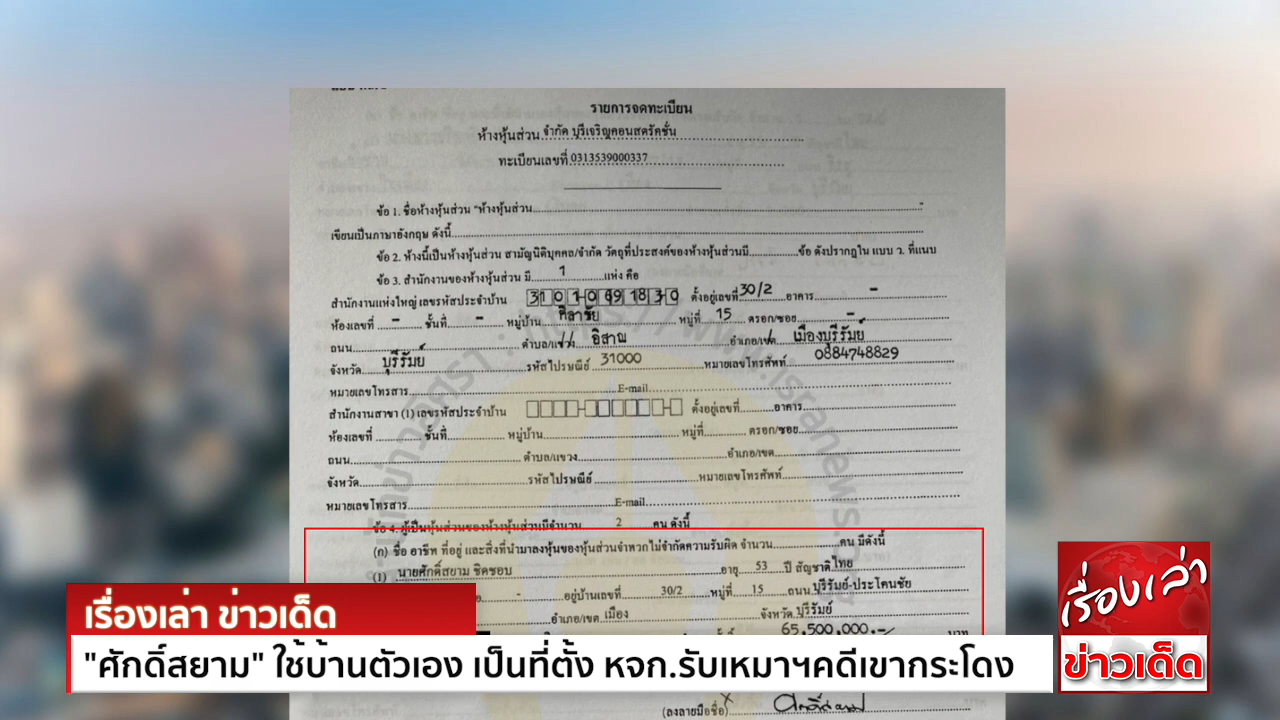 รายการจดทะเบียน
ห้างหุ้นส่วน จำกัด บุรีเจริญคอนสตรัคชั่น
ทะเบียนเลขที่ 0313539000337
ข้อ 1. ชื่อห้างหุ้นส่วน "ห้างหุ้นส่วน -
เขียนเป็นภาษาอังกฤษ ดังนี้
ข้อ 2. ห้างนี้เป็นห้างหุ้นส่วน สามัญนิติบุคคล/จำกัด วัตถุที่ประสงค์ของห้างหุ้นส่วนมี ข้อ ดังปรากฏใน แบบ ว. ที่แนบ
ข้อ 3. สำนักงานของห้างหุ้นส่วน มี 1 แห่ง คือ
สำนักงานแห่งใหญ่ เลขรหัสประจำบ้าน ตั้งอยู่เลขที่ 30/2 อาคาร -
ห้องเลขที่ - ชั้นที่ - หมู่บ้าน ศิลาชัย หมู่ที่ 15 ตรอก/ซอย -
ถนน ตำบล/แขวง อิสาณ อำเภอ/เขต เมืองบุรีรัมย์
จังหวัด บุรีรัมย์ รหัสไปรษณีย์ 31000 หมายเลขโทรศัพท์ 0884748829
หมายเลขโทรสาร E-mail
สำนักงานสาขา (1) เลขรหัสประจำบ้าน ตั้งอยู่เลขที่ อาคาร
ห้องเลขที่ ชั้นที่ หมู่บ้าน หมู่ที่ ตรอก/ซอย
ถนน ตำบล/แขวง อำเภอ/เขต
จังหวัด รหัสไปรษณีย์ หมายเลขโทรศัพท์
หมายเลขโทรสาร E-mail
ข้อ 4. ผู้เป็นหุ้นส่วนของห้างหุ้นส่วนมีจำนวน 2 คน ดังนี้
(ก) ชื่อ อาชีพ ที่อยู่ และสิ่งที่นำมาลงหุ้นของหุ้นส่วนจำพวกไม่จำกัดความรับผิด จำนวน คน มีดังนี้
(1) นายศักดิ์สยาม ชิดชอบ อายุ 53 ปี สัญชาติ ไทย
- อยู่บ้านเลขที่ 30/2 หมู่ที่ 15 ถนน บุรีรัมย์-ประโคนชัย
อำเภอ/เขต เมือง จังหวัด บุรีรัมย์
65,500,000.- บาท
เรื่องเล่า ข่าวเด็ด
"ศักดิ์สยาม" ใช้บ้านตัวเอง เป็นที่ตั้ง หจก.รับเหมาฯคดีเขากระโดง
(ลงลายมือชื่อ)
เรื่องเล่า
ข่าวเด็ด